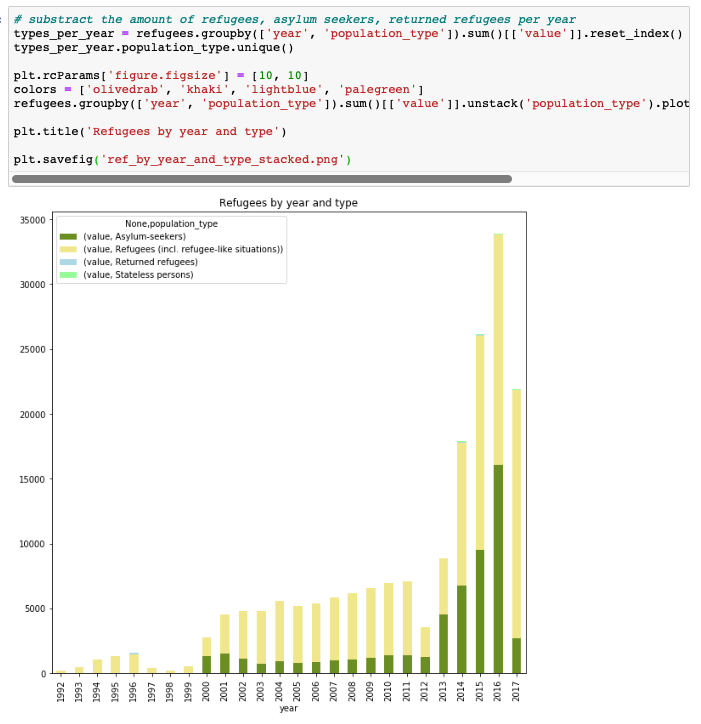 # substract the amount of refugees, asylum seekers, returned refugees per year
types_per_year = refugees.groupby(['year', 'population_type']).sum()[['value']].reset_index()
types_per_year.population_type.unique()
plt.rcParams['figure.figsize'] = [10, 10]
colors = ['olivedrab', 'khaki', 'lightblue', 'palegreen']
refugees.groupby(['year', 'population_type']).sum()[['value']].unstack('population_type').plot
plt.title('Refugees by year and type')
plt.savefig('ref_by_year_and_type_stacked.png')
Refugees by year and type
None,population_type
(value, Asylum-seekers)
(value, Refugees (incl. refugee-like situations))
(value, Returned refugees)
(value, Stateless persons)
35000
30000
25000
20000
15000
10000
5000
0
1992 1993 1994 1995 1996 1997 1998 1999 2000 2001 2002 2003 2004 2005 2006 2007 2008 2009 2010 2011 2012 2013 2014 2015 2016 2017
year